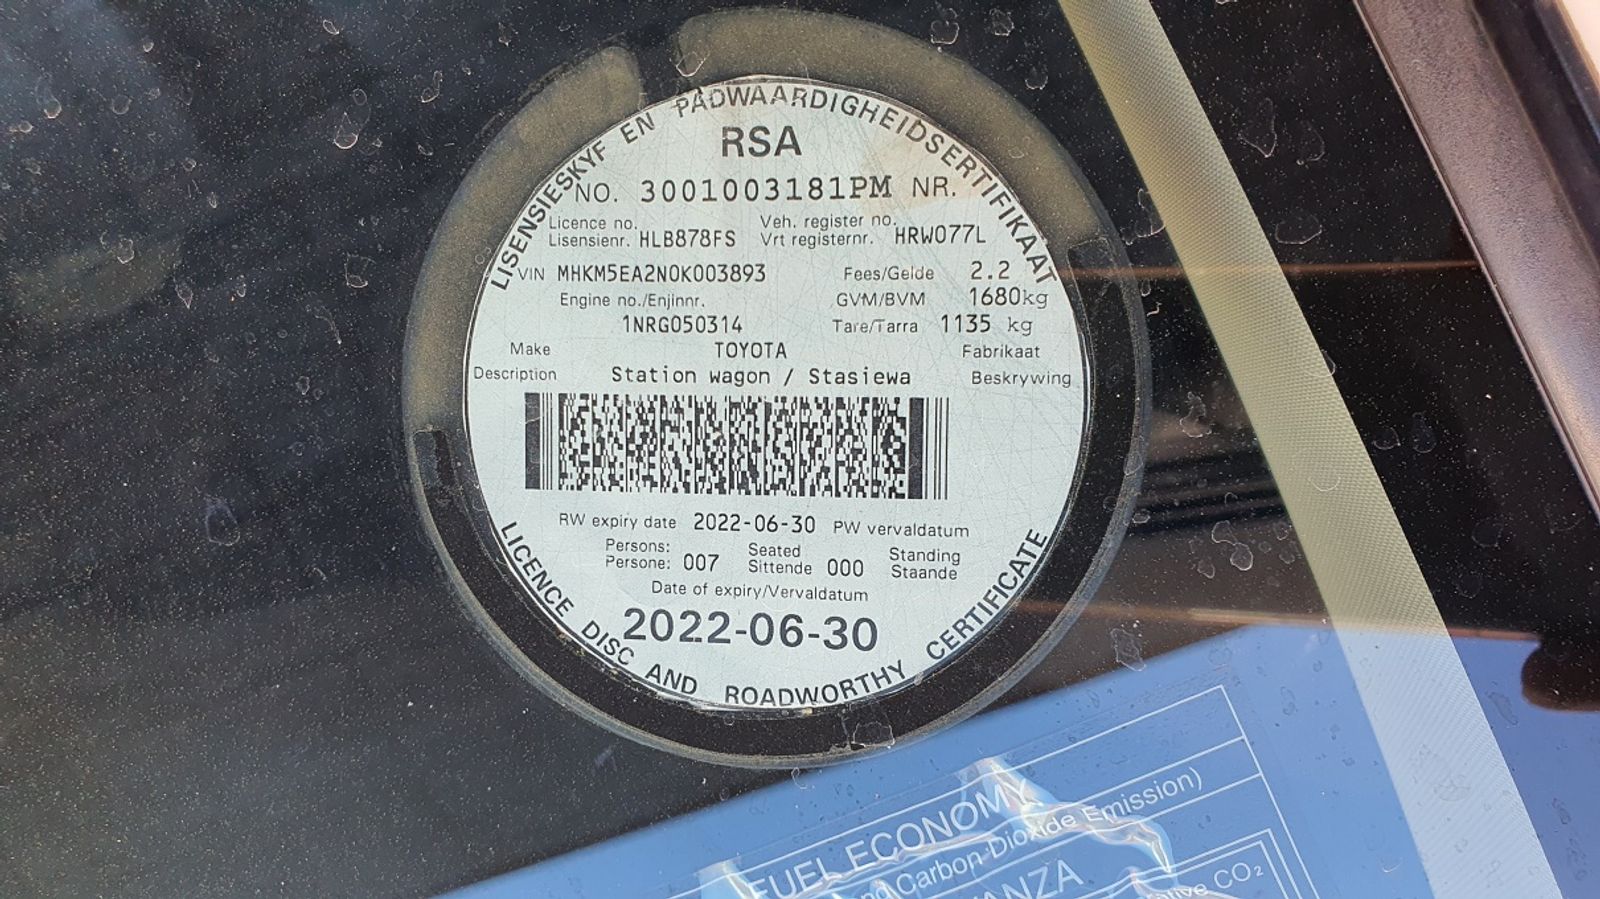 LISENSIESKYF EN PADWAARDIGHEIDSERTIFIKAAT
RSA
NO. 3001003181PM NR.
Licence no. Veh. register no.
Lisensienr. HLB878FS Vrt registernr. HRW077L
VIN MHKM5EA2N0K003893 Fees/Gelde 2.2
Engine no./Enjinnr. GVM/BVM 1680kg
1NRG050314 Tare/Tarra 1135 kg
Make TOYOTA Fabrikaat
Description Station wagon / Stasiewa Beskrywing
RW expiry date 2022-06-30 PW vervaldatum
Persons: Seated Standing
Persone: 007 Sittende 000 Staande
Date of expiry/Vervaldatum
2022-06-30
LICENCE DISC AND ROADWORTHY CERTIFICATE
FUEL ECONOMY
Carbon Dioxide Emission)
CO₂